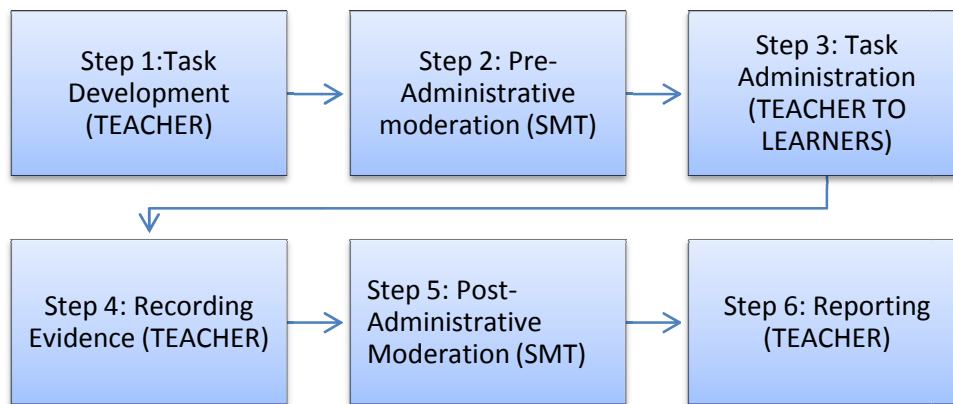 Step 1:Task
Development
(TEACHER)
Step 2: Pre-
Administrative
moderation (SMT)
Step 3: Task
Administration
(TEACHER TO
LEARNERS)
Step 4: Recording
Evidence (TEACHER)
Step 5: Post-
Administrative
Moderation (SMT)
Step 6: Reporting
(TEACHER)